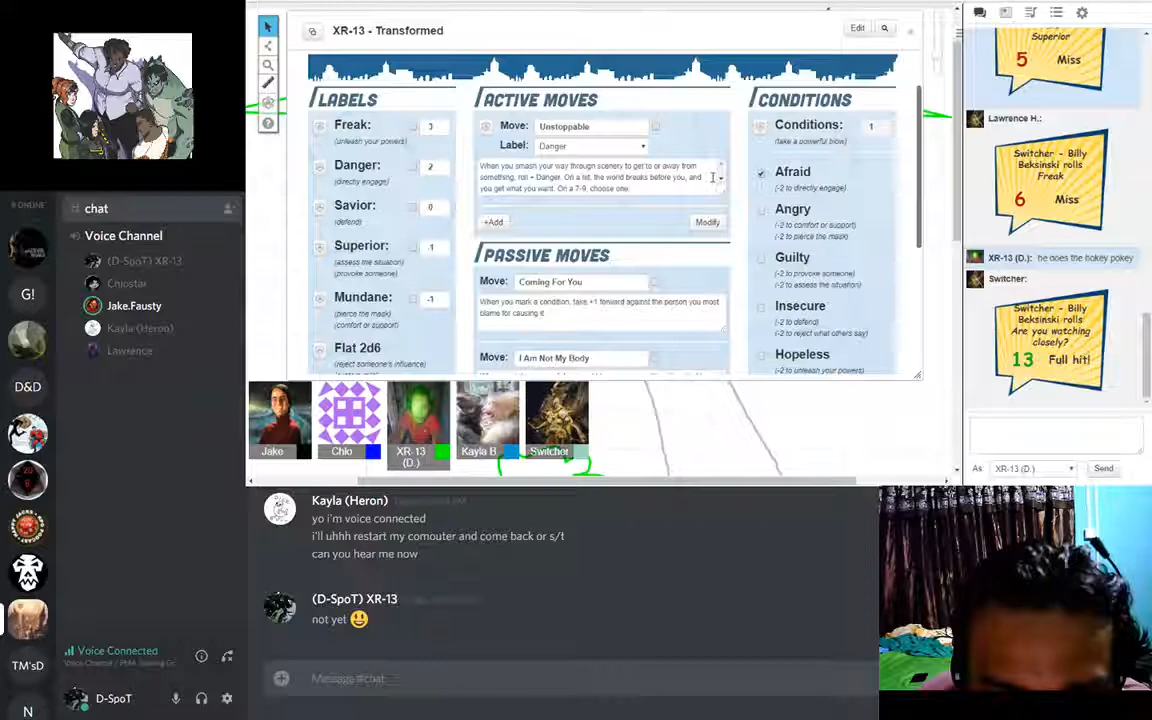 ONLINE
G!
D&D
TM'sD
N
# chat
Voice Channel
(D-SpoT) XR-13
Jake.Fausty
Kayla (Heron)
Lawrence
Voice Connected
D-SpoT
XR-13 - Transformed
Edit
LABELS
Freak:
3
(unleash your powers)
Danger:
2
(directly engage)
Savior:
0
(defend)
Superior:
(assess the situation)
(provoke someone)
Mundane:
-1
(pierce the mask)
(comfort or support)
Flat 2d6
(reject someone's influence)
ACTIVE MOVES
Move: Unstoppable
Label: Danger
When you smash your way through scenery to get to or away from
something, roll + Danger. On a hit, the world breaks before you, and
you get what you want. On a 7-9, choose one:
+Add
Modify
PASSIVE MOVES
Move: Coming For You
When you mark a condition, take +1 forward against the person you most
blame for causing it
Move: I Am Not My Body
CONDITIONS
Conditions: 1
(take a powerful blow)
Afraid
(-2 to directly engage)
Angry
(-2 to comfort or support)
(-2 to pierce the mask)
Guilty
(-2 to provoke someone)
(-2 to assess the situation)
Insecure
(-2 to defend)
(-2 to reject what others say)
Hopeless
(-2 to unleash your powers)
Jake
Chlo
XR-13
(D.)
Kayla B
Switcher
Superior
5 Miss
Lawrence H.:
Switcher - Billy
Beksinski rolls
Freak
6 Miss
XR-13 (D.): he does the hokey pokey
Switcher:
Switcher - Billy
Beksinski rolls
Are you watching
closely?
13 Full hit!
As: XR-13 (D.)
Send
Kayla (Heron)
yo i'm voice connected
i'll uhhh restart my comouter and come back or s/t
can you hear me now
(D-SpoT) XR-13
not yet 😃
Message #chat